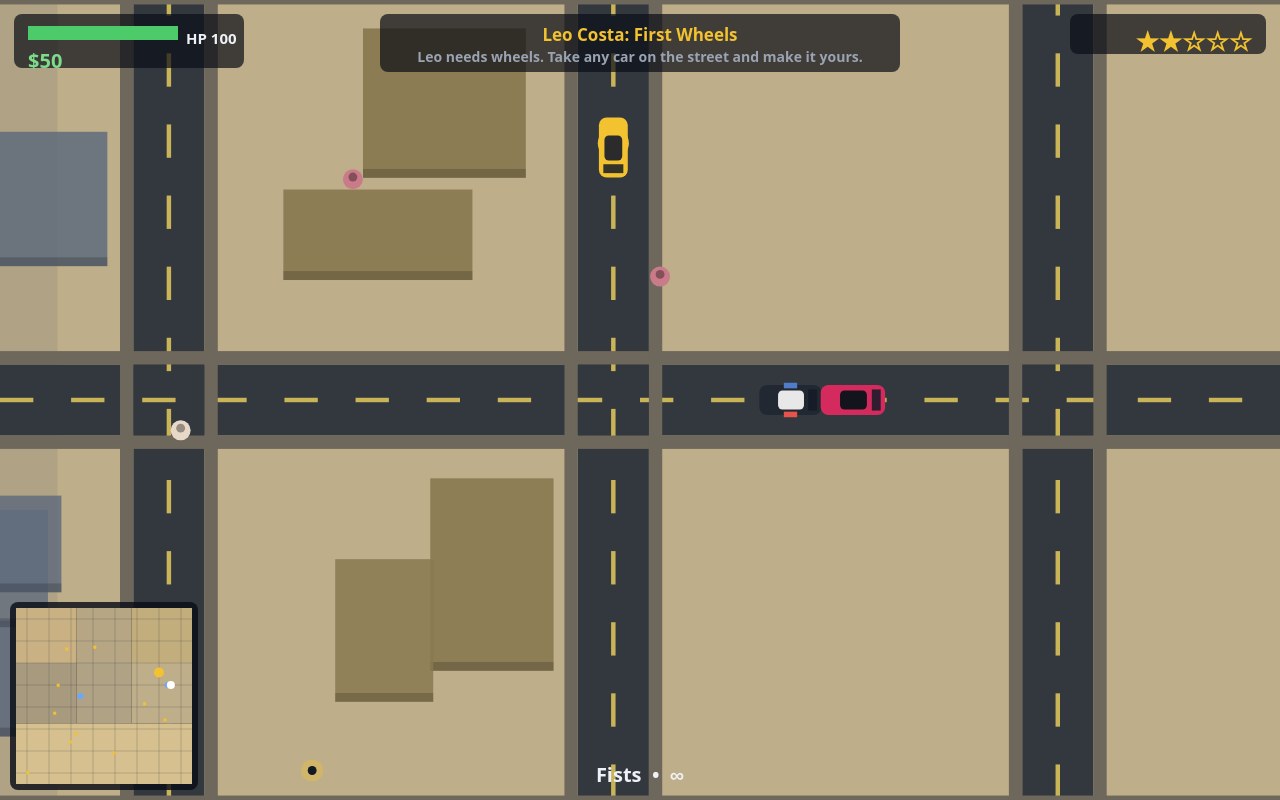 HP 100
$50
Leo Costa: First Wheels
Leo needs wheels. Take any car on the street and make it yours.
★★☆☆☆
Fists • ∞